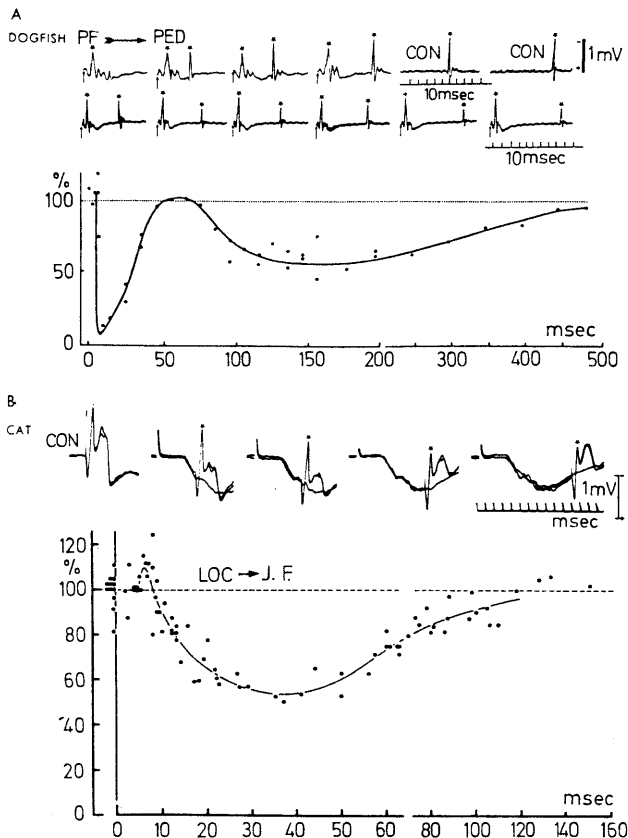 A
DOGFISH PF → PED CON CON 1mV
10msec
10msec
%
100
50
0
msec
0 50 100 150 200 300 400 500
B
CAT CON
1mV
msec
120
%
100
80
60
40
20
0
LOC → J. F.
msec
0 10 20 30 40 50 60 80 100 120 140 160